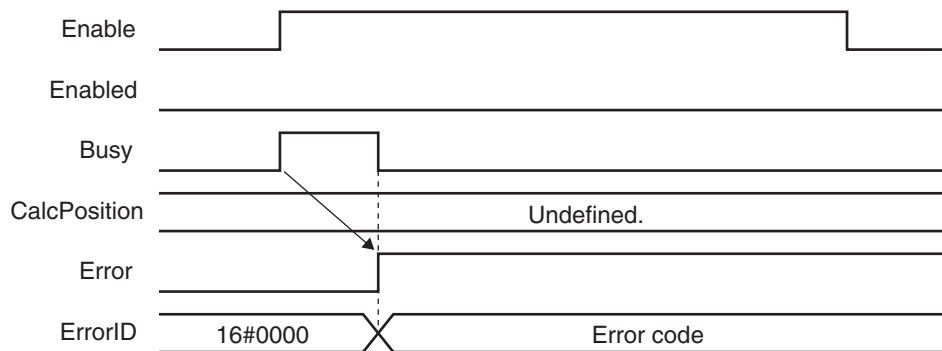 Enable
Enabled
Busy
CalcPosition
Undefined.
Error
ErrorID
16#0000
Error code